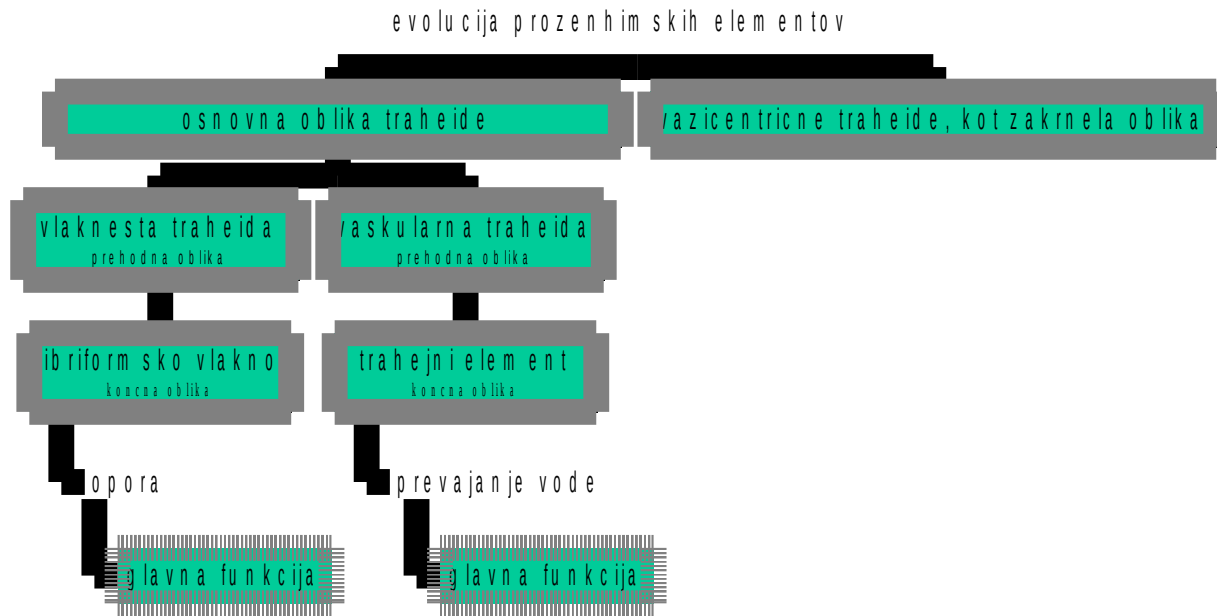 evolucija prozenhimskih elementov
osnovna oblika traheide
vazicentricne traheide, kot zakrnela oblika
vlaknesta traheida
prehodna oblika
vaskularna traheida
prehodna oblika
ibriformsko vlakno
koncna oblika
trahejni element
koncna oblika
opora
prevajanje vode
glavna funkcija
glavna funkcija